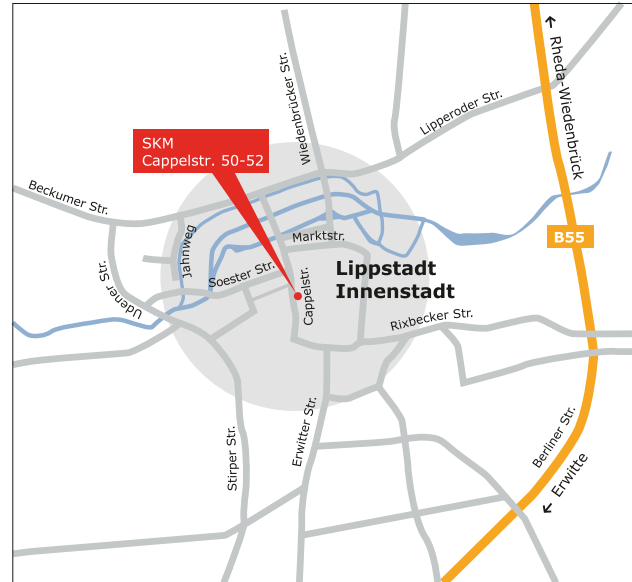 Rheda-Wiedenbrück
Wiedenbrücker Str.
Lipperoder Str.
SKM
Cappelstr. 50-52
Beckumer Str.
Jahnweg
Marktstr.
B55
Soester Str.
Udener Str.
Lippstadt
Innenstadt
Cappelstr.
Rixbecker Str.
Erwitter Str.
Stirper Str.
Berliner Str.
Erwitte